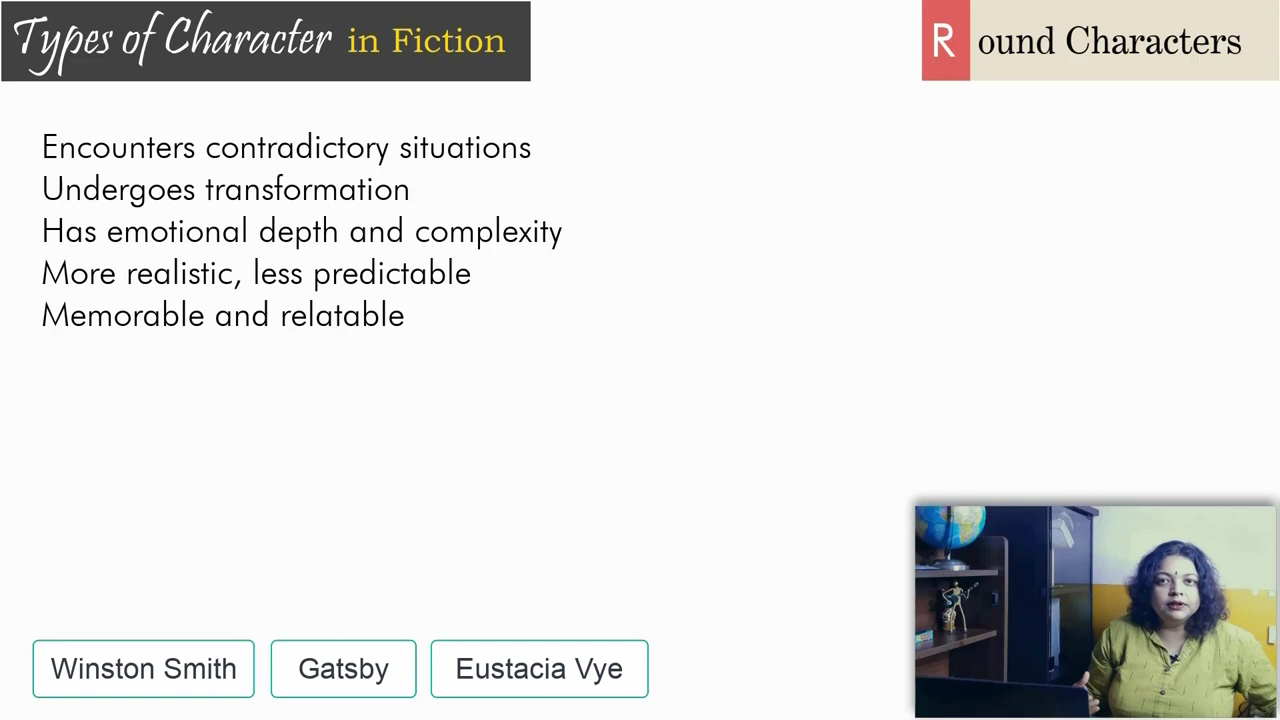 Types of Character in Fiction
Round Characters
Encounters contradictory situations
Undergoes transformation
Has emotional depth and complexity
More realistic, less predictable
Memorable and relatable
Winston Smith
Gatsby
Eustacia Vye